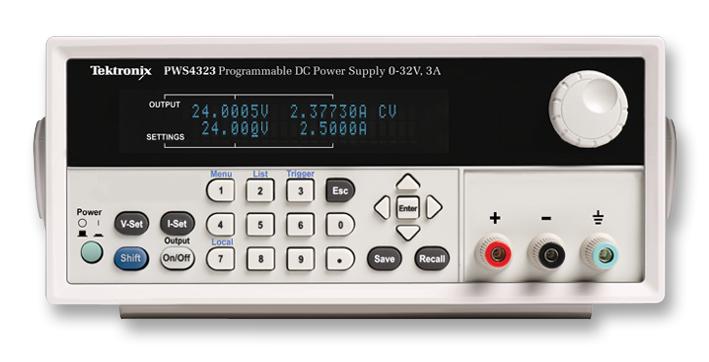 Tektronix PWS4323 Programmable DC Power Supply 0-32V, 3A
OUTPUT 24.0005V 2.37730A CV
SETTINGS 24.000V 2.5000A
Menu List Trigger
1 2 3 Esc
Power
V-Set I-Set 4 5 6 0 Enter
Output Local
Shift On/Off 7 8 9 . Save Recall
+ -